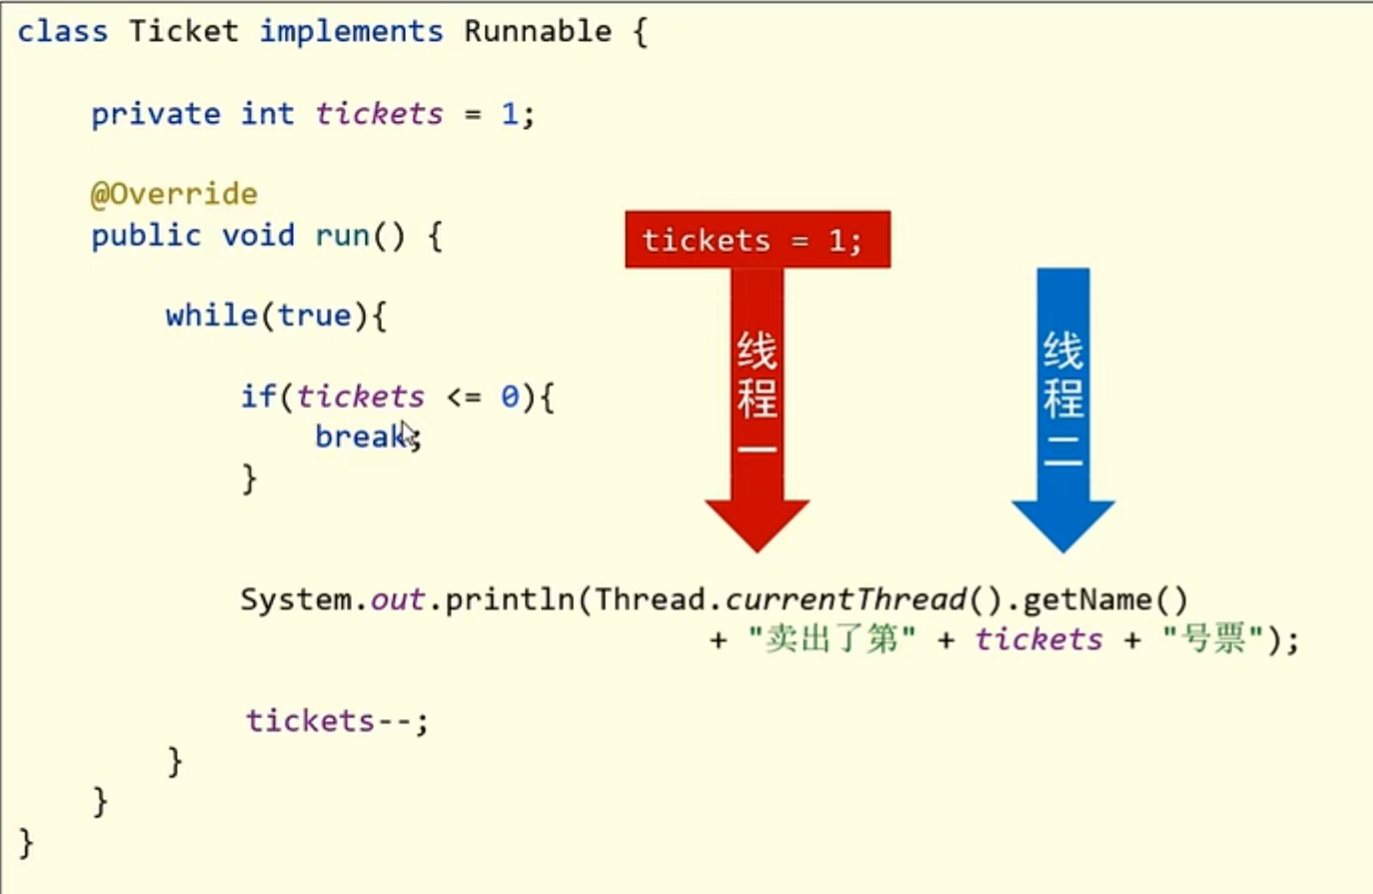 class Ticket implements Runnable {
private int tickets = 1;
@Override
public void run() {
tickets = 1;
while(true){
线程一
线程二
if(tickets <= 0){
break;
}
System.out.println(Thread.currentThread().getName()
+ "卖出了第" + tickets + "号票");
tickets--;
}
}
}